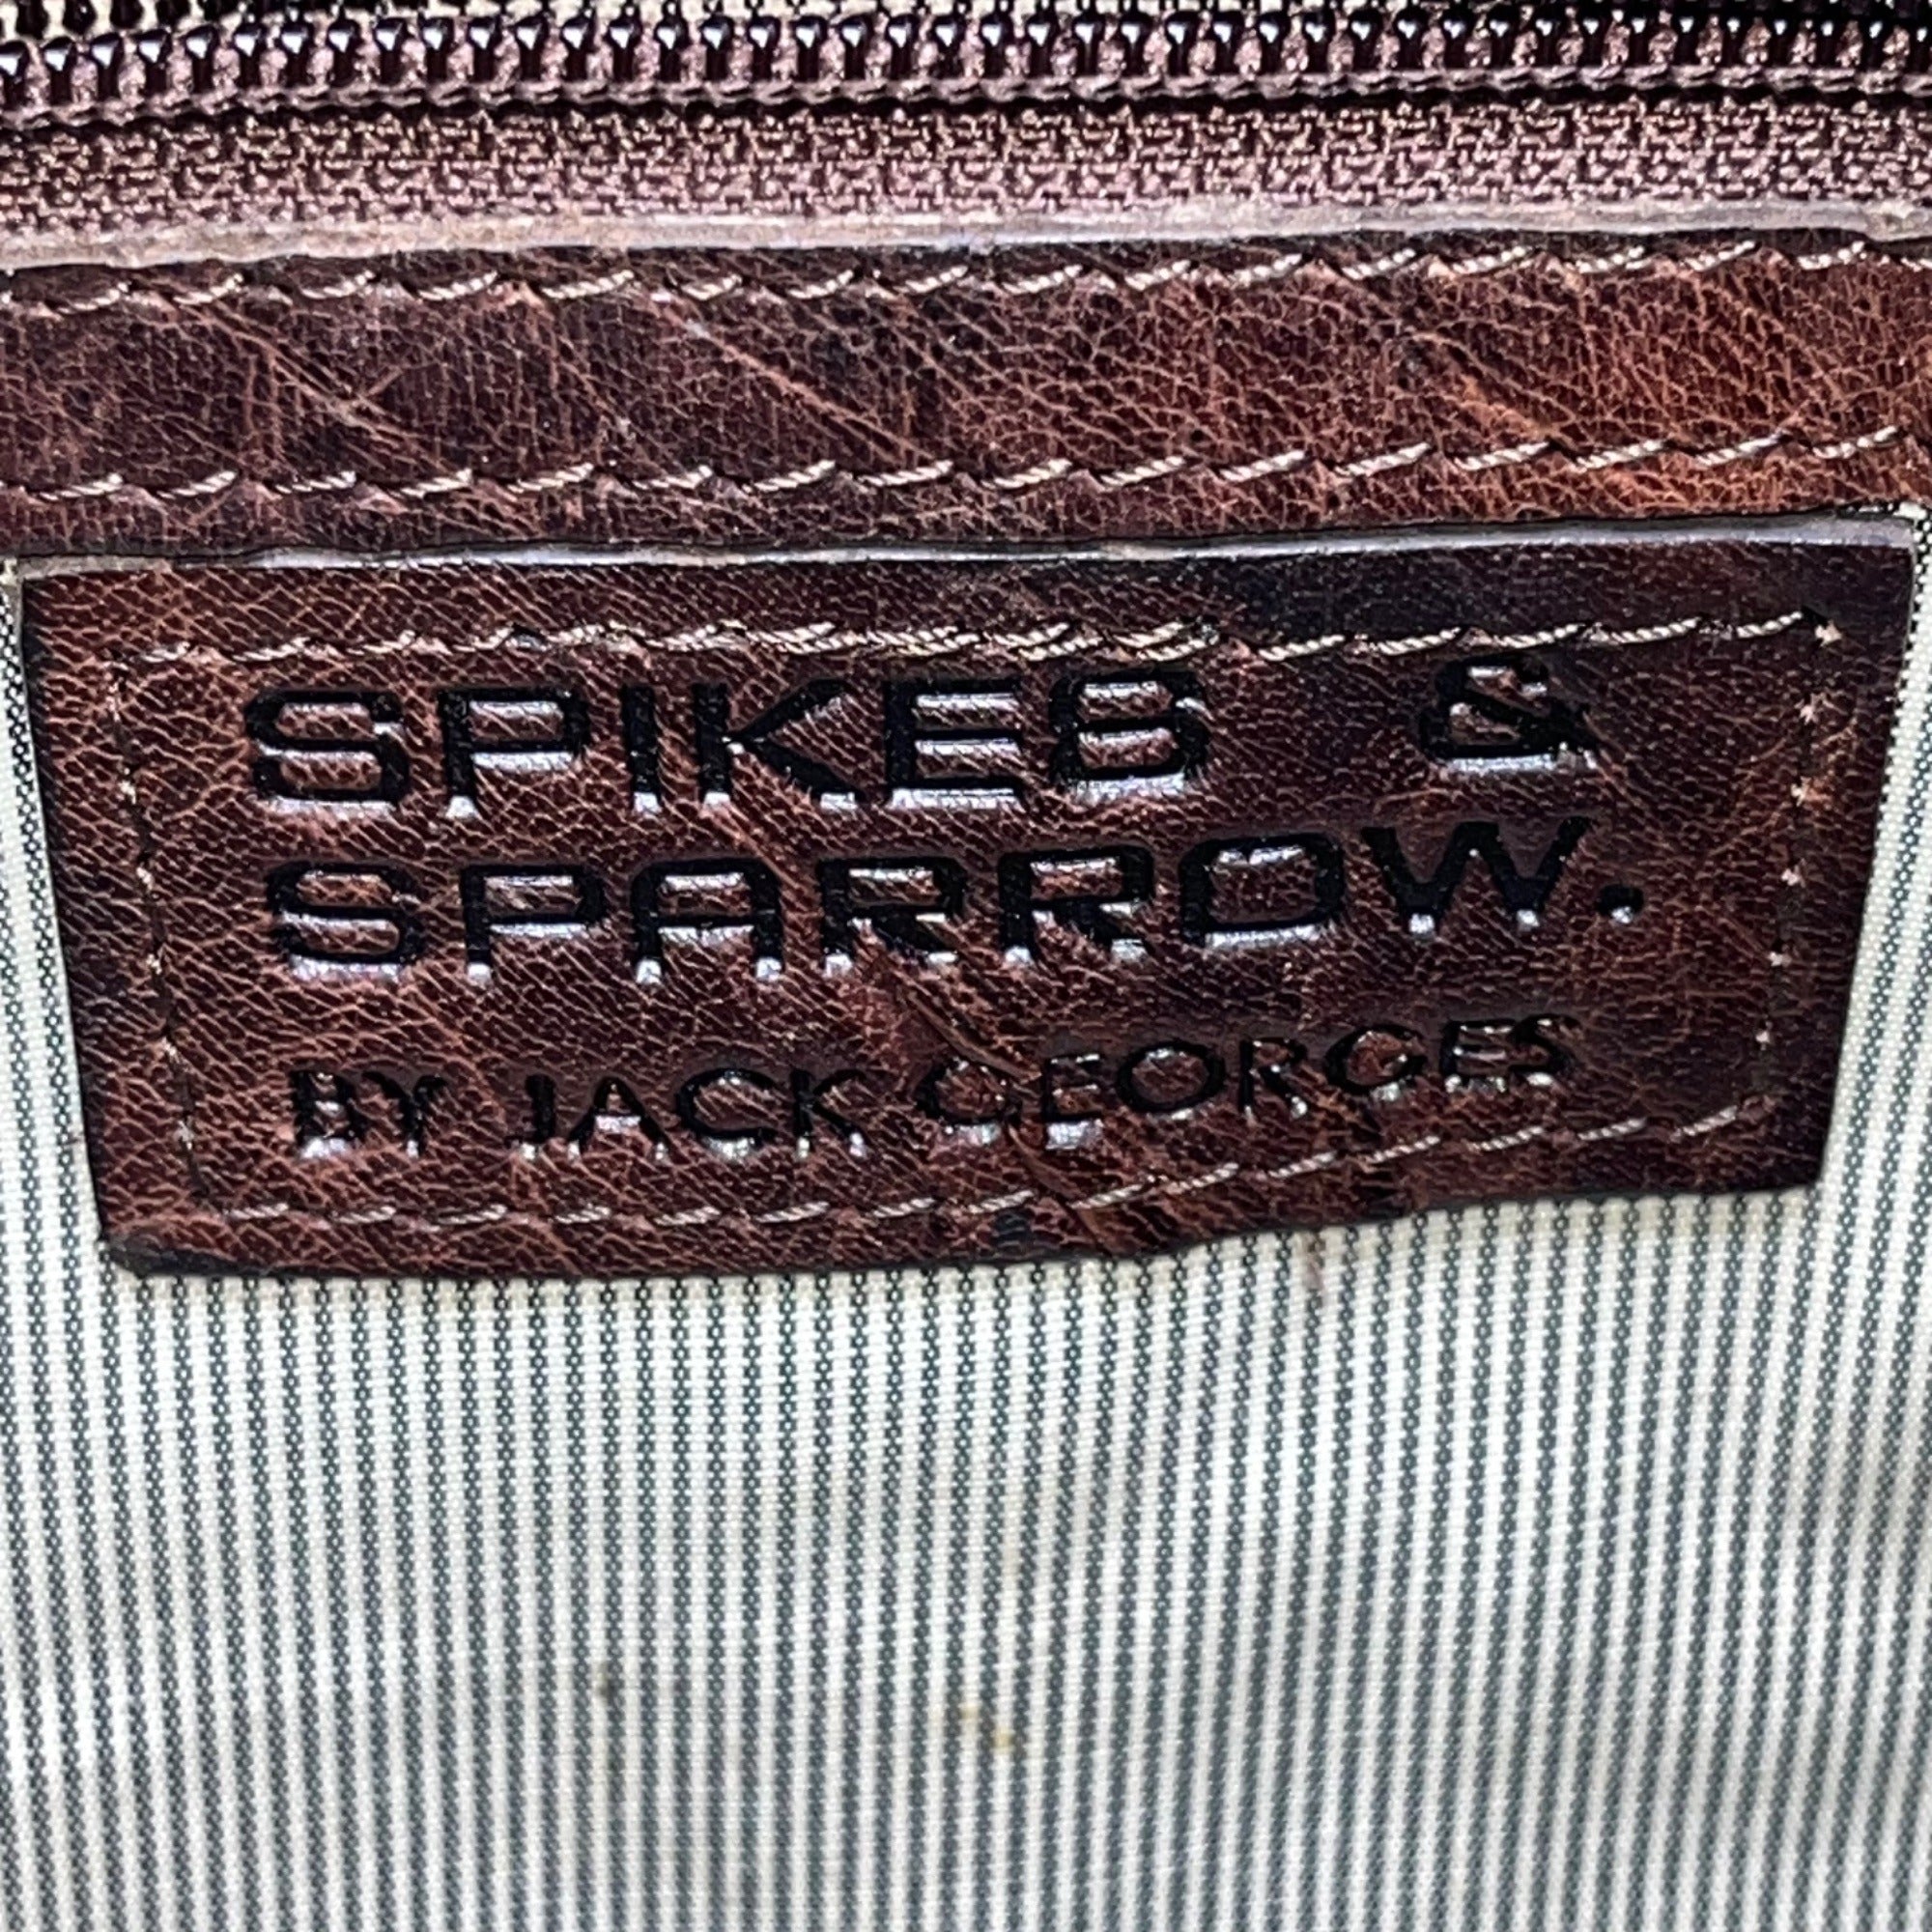 SPIKES &
SPARROW.
BY JACK GEORGES